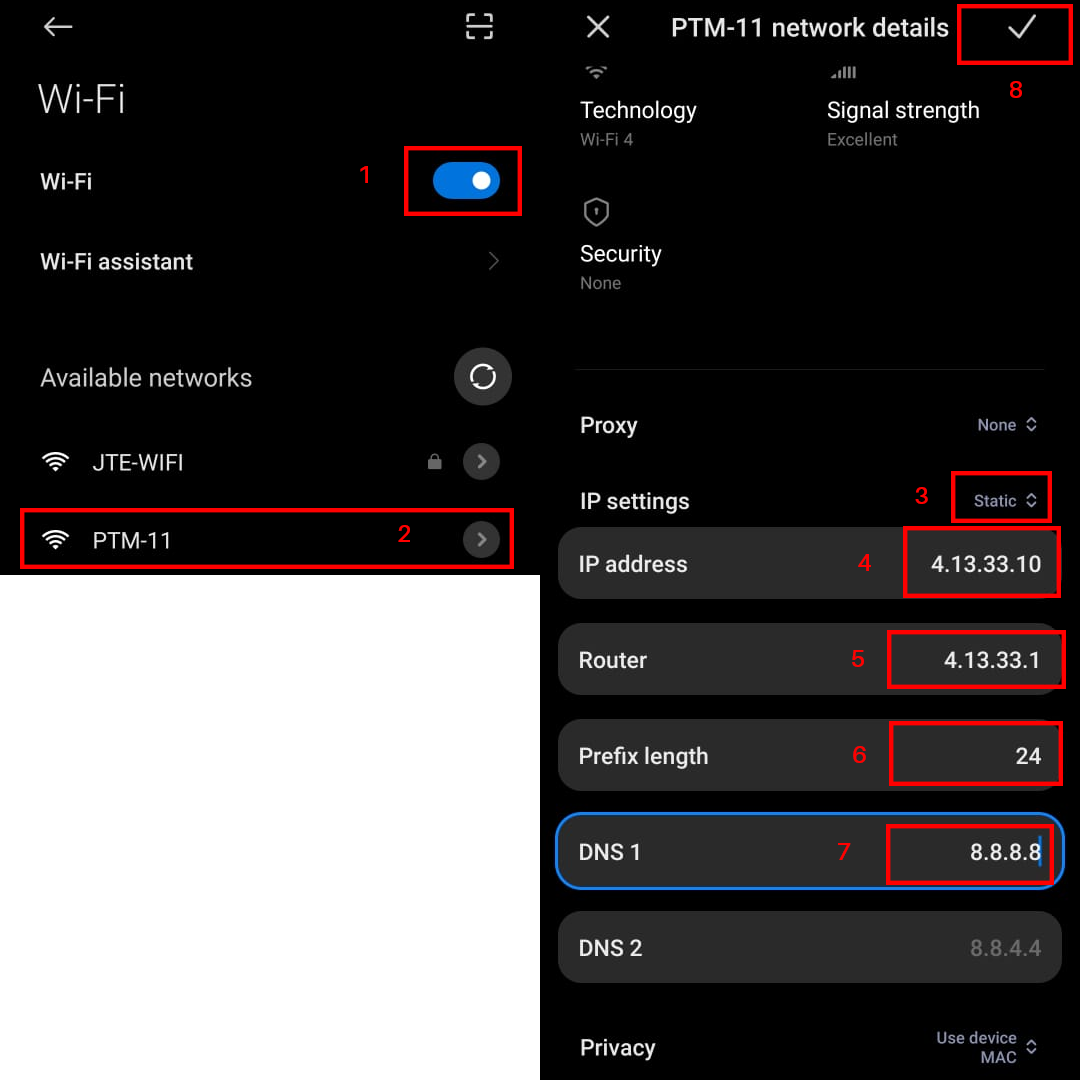 Wi-Fi
Wi-Fi 1
Wi-Fi assistant
Available networks
JTE-WIFI
PTM-11 2
PTM-11 network details
8
Technology
Wi-Fi 4
Signal strength
Excellent
Security
None
Proxy None
IP settings 3 Static
IP address 4 4.13.33.10
Router 5 4.13.33.1
Prefix length 6 24
DNS 1 7 8.8.8.8
DNS 2 8.8.4.4
Privacy Use device
MAC